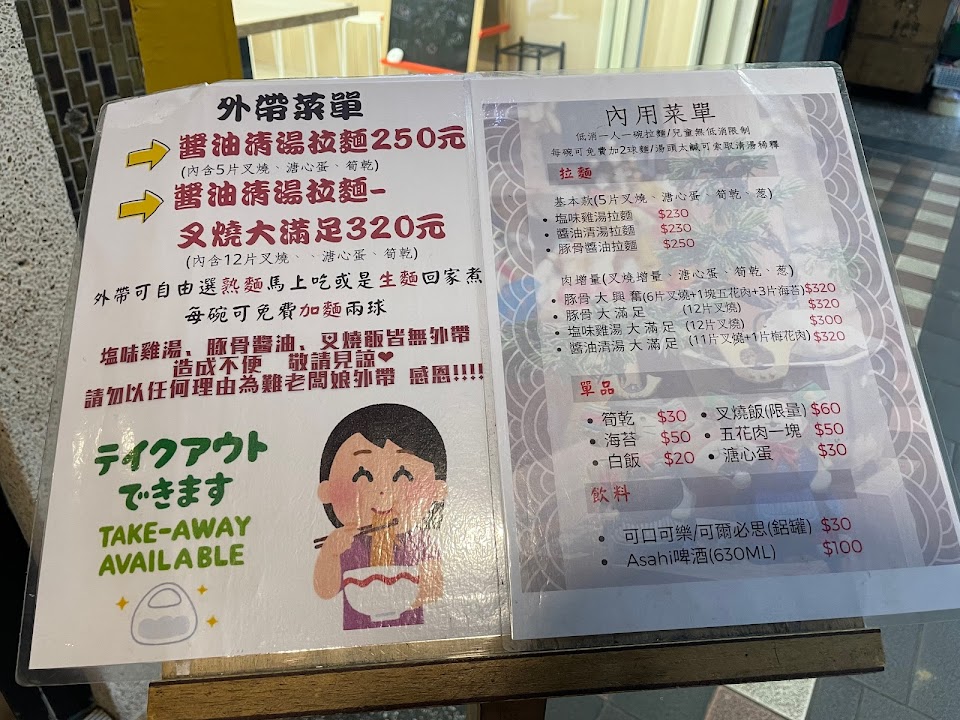 外帶菜單
醬油清湯拉麵250元
(內含5片叉燒、溏心蛋、筍乾)
醬油清湯拉麵-
叉燒大滿足320元
(內含12片叉燒、、溏心蛋、筍乾)
外帶可自由選熟麵馬上吃或是生麵回家煮
每碗可免費加麵兩球
塩味雞湯、豚骨醬油、叉燒飯皆無外帶
造成不便 敬請見諒❤
請勿以任何理由為難老闆娘外帶 感恩!!!!
テイクアウト
できます
TAKE-AWAY
AVAILABLE
內用菜單
低消一人一碗拉麵/兒童無低消限制
每碗可免費加2球麵/湯頭太鹹可索取清湯稀釋
拉麵
基本款(5片叉燒、溏心蛋、筍乾、葱)
• 塩味雞湯拉麵 $230
• 醬油清湯拉麵 $230
• 豚骨醬油拉麵 $250
肉增量(叉燒增量、溏心蛋、筍乾、葱)
• 豚骨大興奮(6片叉燒+1塊五花肉+3片海苔)$320
• 豚骨大滿足 (12片叉燒) $320
• 塩味雞湯大滿足 (12片叉燒) $300
• 醬油清湯大滿足 (11片叉燒+1片梅花肉) $320
單品
• 筍乾 $30 • 叉燒飯(限量) $60
• 海苔 $50 • 五花肉一塊 $50
• 白飯 $20 • 溏心蛋 $30
飲料
• 可口可樂/可爾必思(鋁罐) $30
• Asahi啤酒(630ML) $100